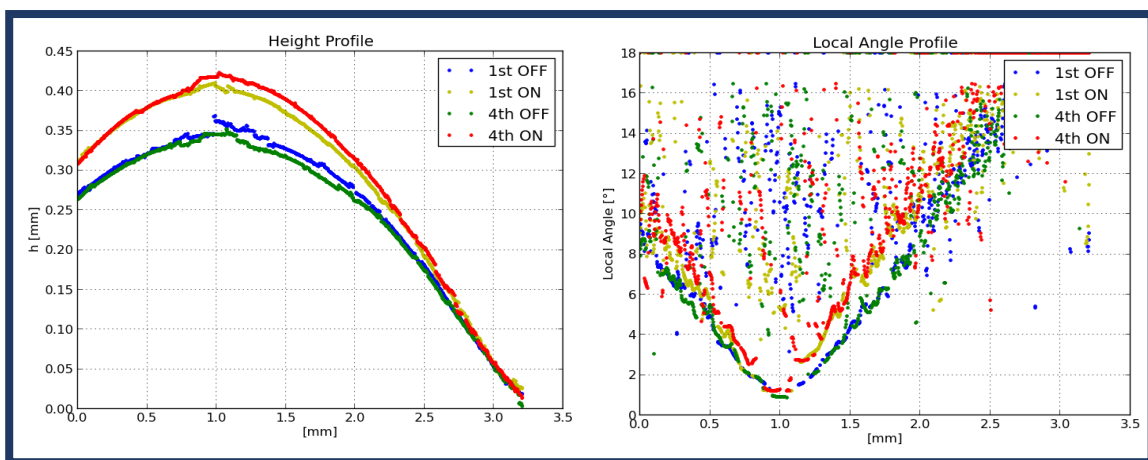 Height Profile
0.45
0.40
0.35
0.30
0.25
0.20
0.15
0.10
0.05
0.00
h [mm]
0.0 0.5 1.0 1.5 2.0 2.5 3.0 3.5
[mm]
1st OFF
1st ON
4th OFF
4th ON
Local Angle Profile
18
16
14
12
10
8
6
4
2
0
Local Angle [°]
0.0 0.5 1.0 1.5 2.0 2.5 3.0 3.5
[mm]
1st OFF
1st ON
4th OFF
4th ON